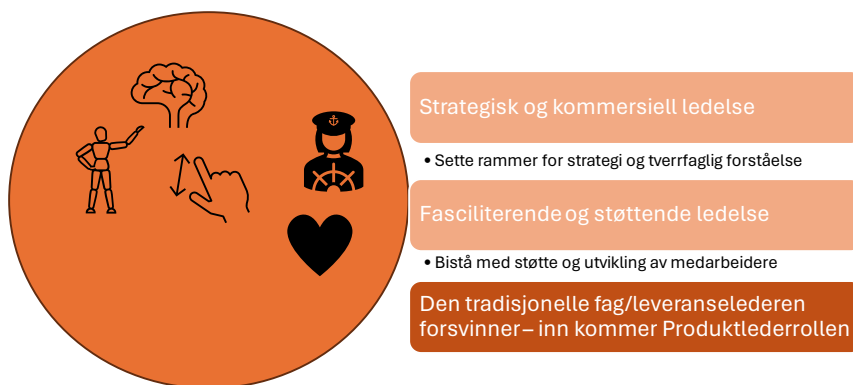 Strategisk og kommersiell ledelse
• Sette rammer for strategi og tverrfaglig forståelse
Fasciliterende og støttende ledelse
• Bistå med støtte og utvikling av medarbeidere
Den tradisjonelle fag/leveranselederen
forsvinner – inn kommer Produktlederrollen